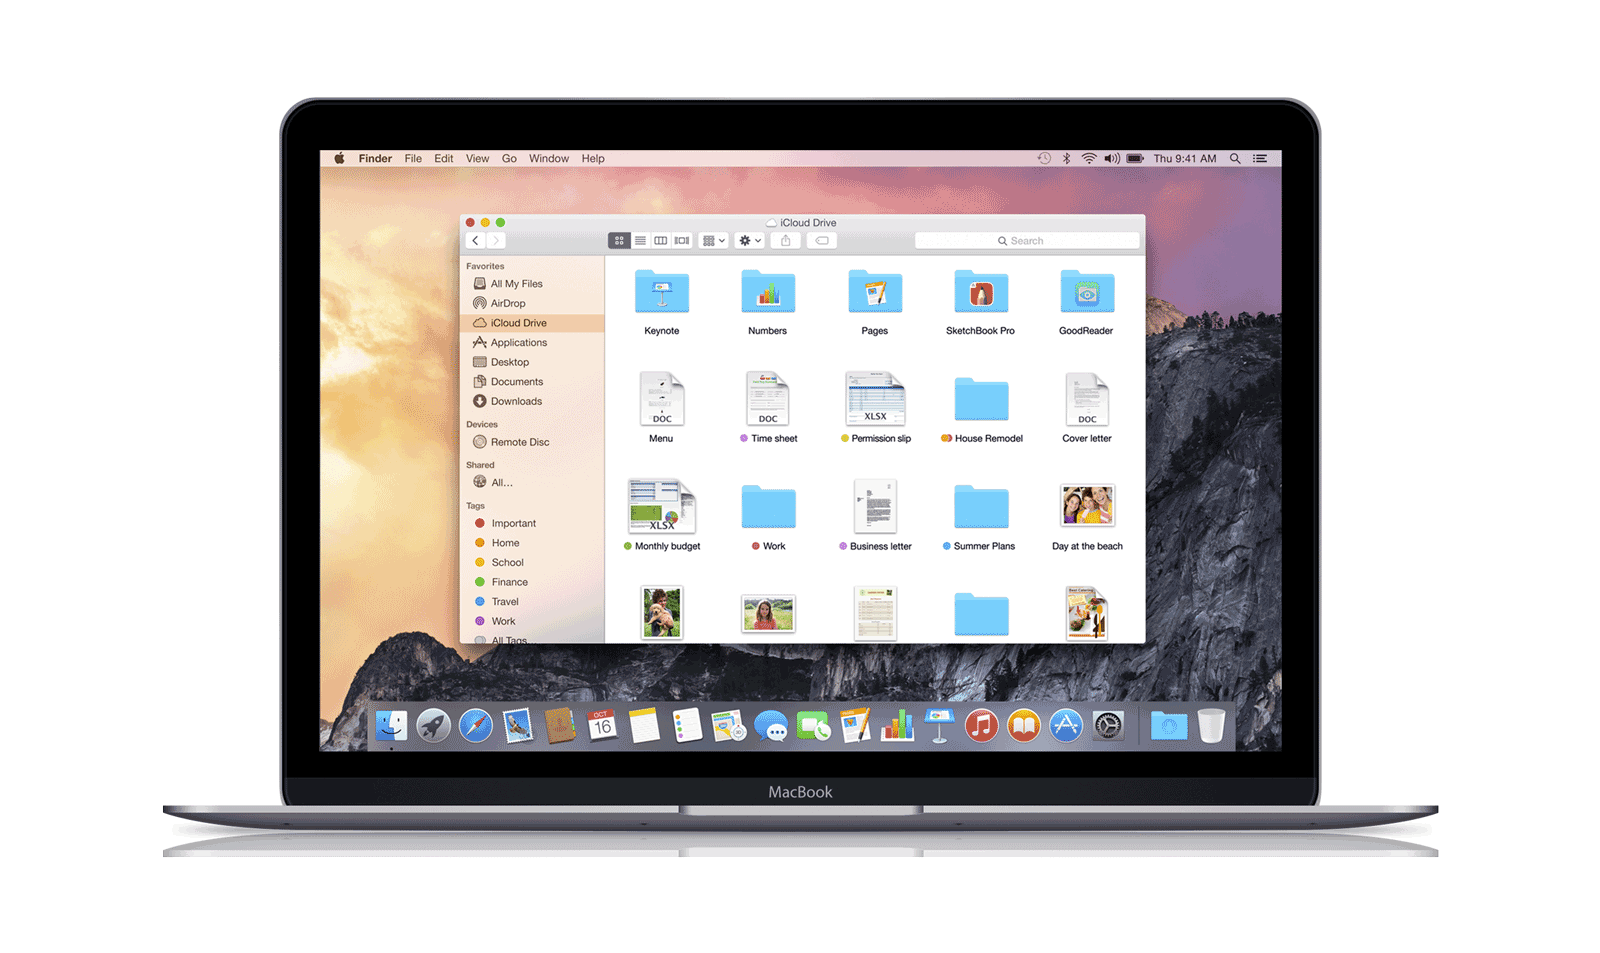 Finder File Edit View Go Window Help Thu 9:41 AM
iCloud Drive
Search
Favorites
All My Files
AirDrop
iCloud Drive
Applications
Desktop
Documents
Downloads
Devices
Remote Disc
Shared
All...
Tags
Important
Home
School
Finance
Travel
Work
All Tags...
Keynote Numbers Pages SketchBook Pro GoodReader
DOC DOC XLSX DOC
Menu Time sheet Permission slip House Remodel Cover letter
XLSX
Monthly budget Work Business letter Summer Plans Day at the beach
OCT
16
MacBook